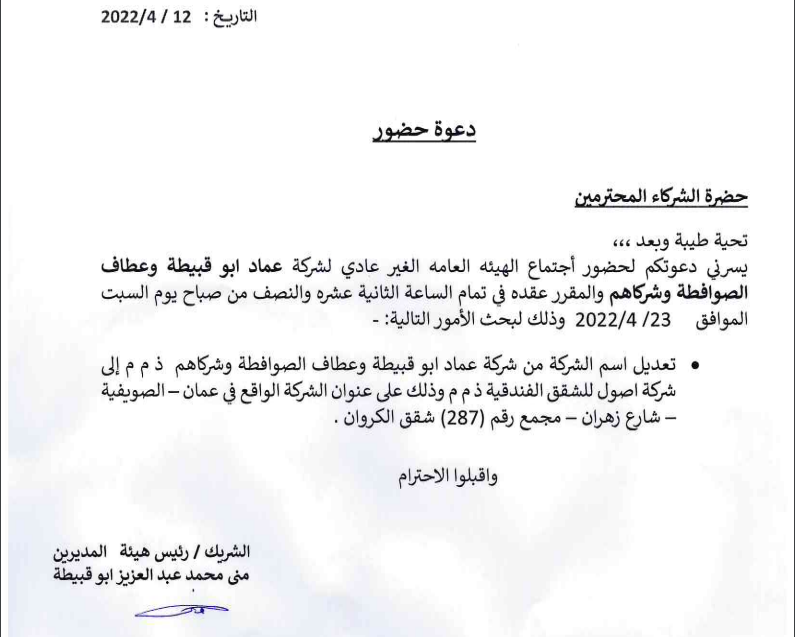 التاريخ : 12 / 2022/4
دعوة حضور
حضرة الشركاء المحترمين
تحية طيبة وبعد ،،،
يسرني دعوتكم لحضور أجتماع الهيئه العامه الغير عادي لشركة عماد ابو قبيطة وعطاف
الصوافطة وشركاهم والمقرر عقده في تمام الساعة الثانية عشره والنصف من صباح يوم السبت
الموافق 23/ 2022/4 وذلك لبحث الأمور التالية: -
• تعديل اسم الشركة من شركة عماد ابو قبيطة وعطاف الصوافطة وشركاهم ذ م م إلى
شركة اصول للشقق الفندقية ذ م م وذلك على عنوان الشركة الواقع في عمان – الصويفية
– شارع زهران – مجمع رقم (287) شقق الكروان .
واقبلوا الاحترام
الشريك / رئيس هيئة المديرين
منى محمد عبد العزيز ابو قبيطة